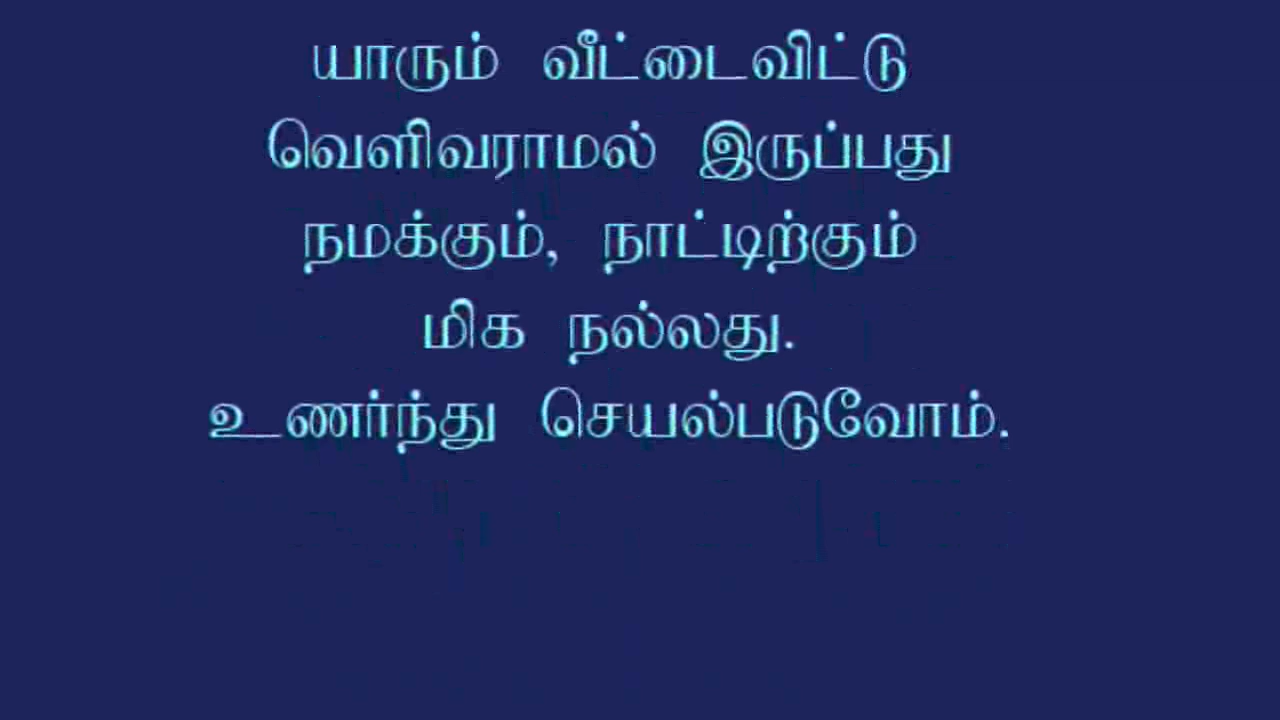 யாரும் வீட்டைவிட்டு
வெளிவராமல் இருப்பது
நமக்கும், நாட்டிற்கும்
மிக நல்லது.
உணர்ந்து செயல்படுவோம்.